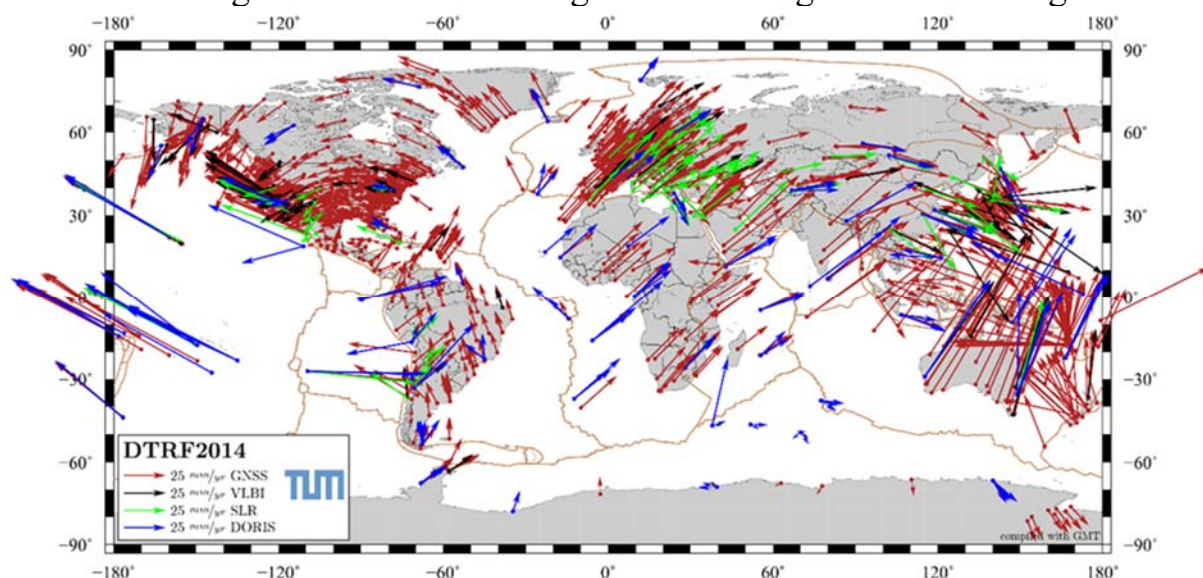 −180° −120° −60° 0° 60° 120° 180°
90° 90°
60° 60°
30° 30°
0° 0°
−30° −30°
−60° −60°
−90° −90°
DTRF2014
25 mm/yr GNSS
25 mm/yr VLBI
25 mm/yr SLR
25 mm/yr DORIS
TUM
compiled with GMT
−180° −120° −60° 0° 60° 120° 180°